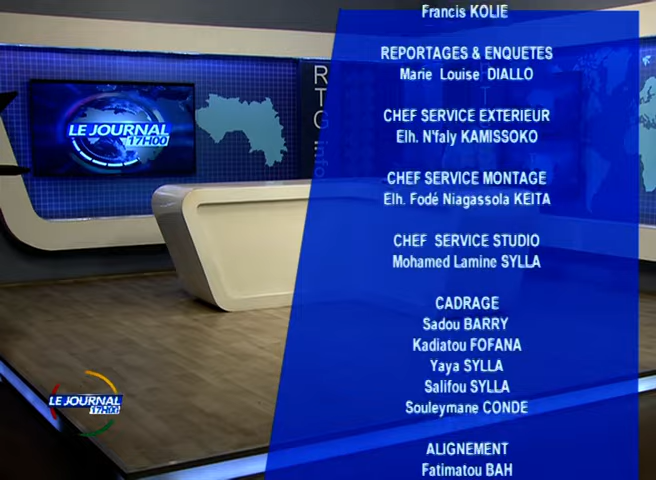 Francis KOLIE
REPORTAGES & ENQUETES
Marie Louise DIALLO
CHEF SERVICE EXTERIEUR
Elh. N'faly KAMISSOKO
CHEF SERVICE MONTAGE
Elh. Fodé Niagassola KEITA
CHEF SERVICE STUDIO
Mohamed Lamine SYLLA
CADRAGE
Sadou BARRY
Kadiatou FOFANA
Yaya SYLLA
Salifou SYLLA
Souleymane CONDE
ALIGNEMENT
Fatimatou BAH
LE JOURNAL
17H00
RTG info
LE JOURNAL
17H00